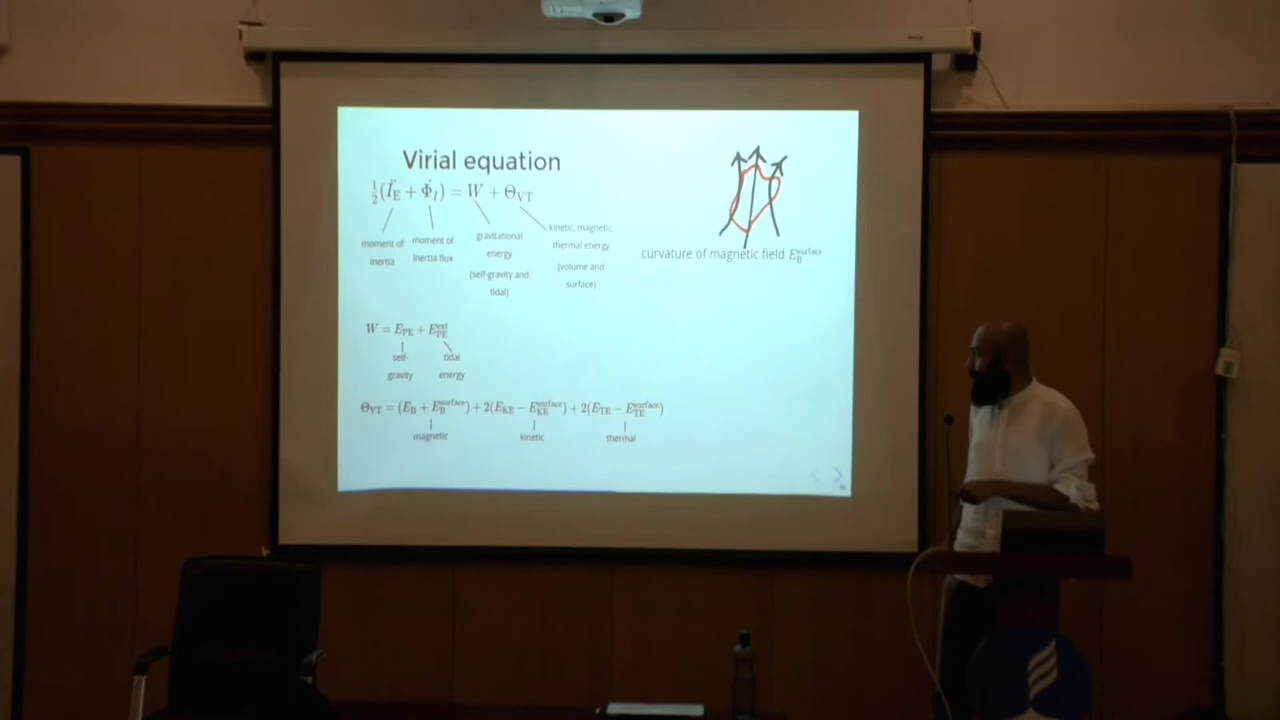 Virial equation
½(Ï_E + Φ̇_I) = W + Θ_VT
moment of inertia
moment of inertia flux
gravitational energy (self-gravity and tidal)
kinetic, magnetic, thermal energy (volume and surface)
curvature of magnetic field E_B^surface
W = E_PE + E_PE^ext
self-gravity
tidal energy
Θ_VT = (E_B + E_B^surface) + 2(E_KE − E_KE^surface) + 2(E_TE − E_TE^surface)
magnetic kinetic thermal